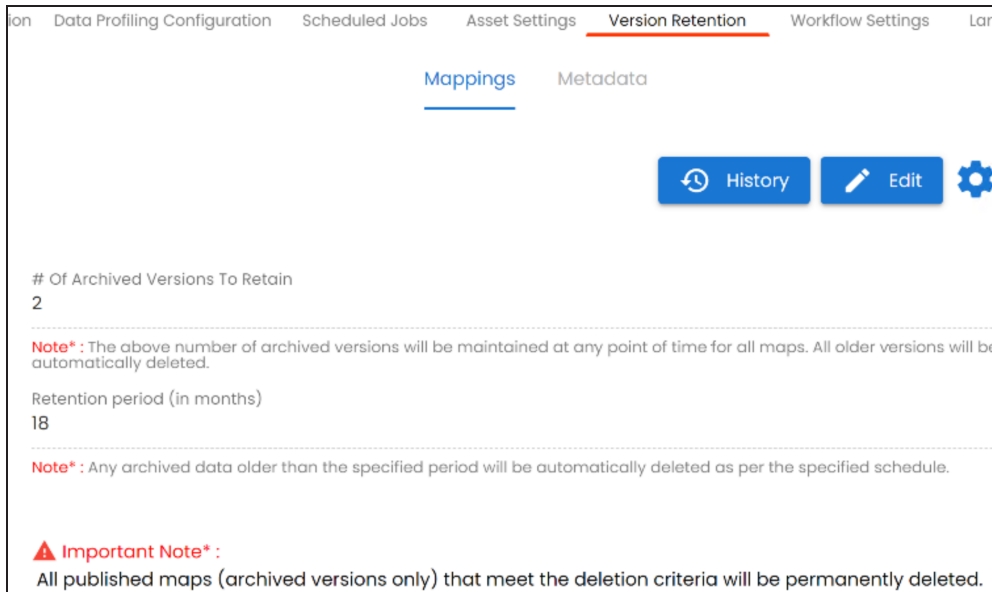 ion Data Profiling Configuration Scheduled Jobs Asset Settings Version Retention Workflow Settings Lan
Mappings Metadata
History Edit
# Of Archived Versions To Retain
2
Note* : The above number of archived versions will be maintained at any point of time for all maps. All older versions will be
automatically deleted.
Retention period (in months)
18
Note* : Any archived data older than the specified period will be automatically deleted as per the specified schedule.
Important Note* :
All published maps (archived versions only) that meet the deletion criteria will be permanently deleted.